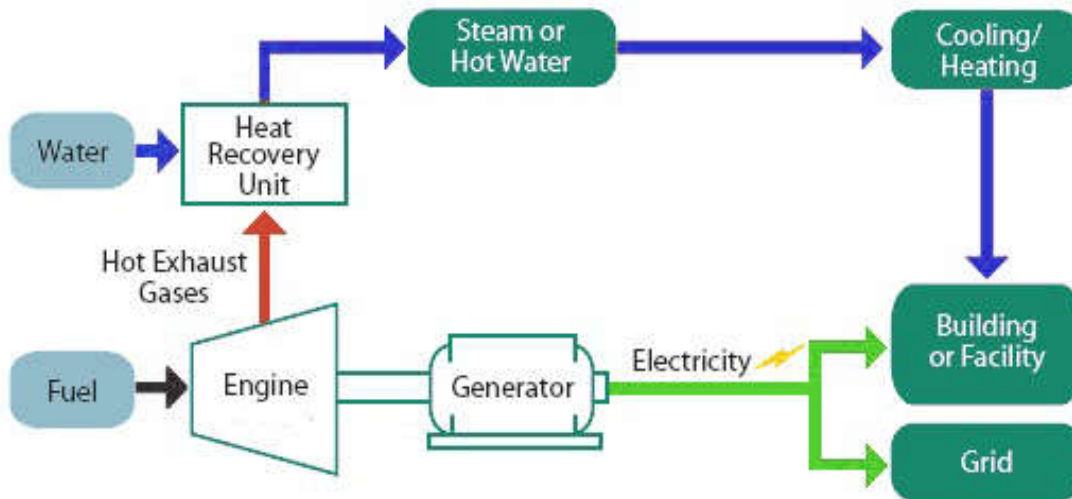 Steam or
Hot Water
Cooling/
Heating
Water
Heat
Recovery
Unit
Hot Exhaust
Gases
Building
or Facility
Electricity
Fuel
Engine
Generator
Grid